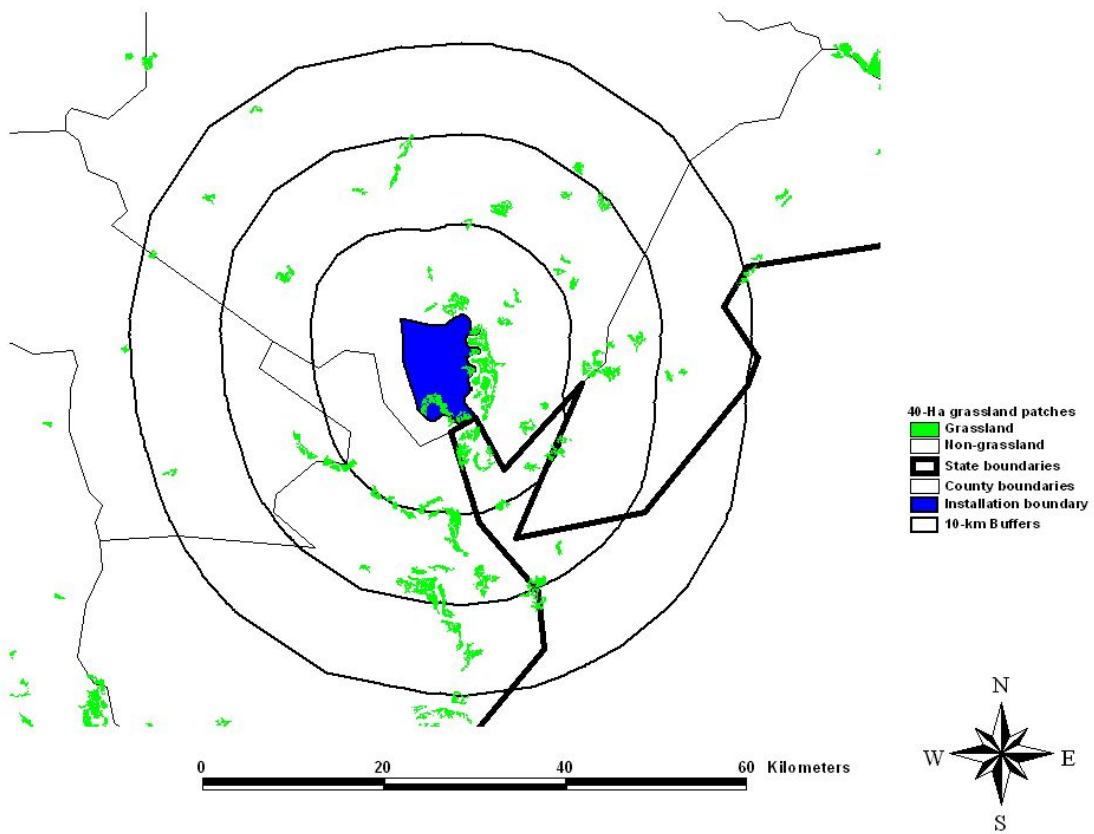 40-Ha grassland patches
Grassland
Non-grassland
State boundaries
County boundaries
Installation boundary
10-km Buffers
N
W E
S
0 20 40 60 Kilometers